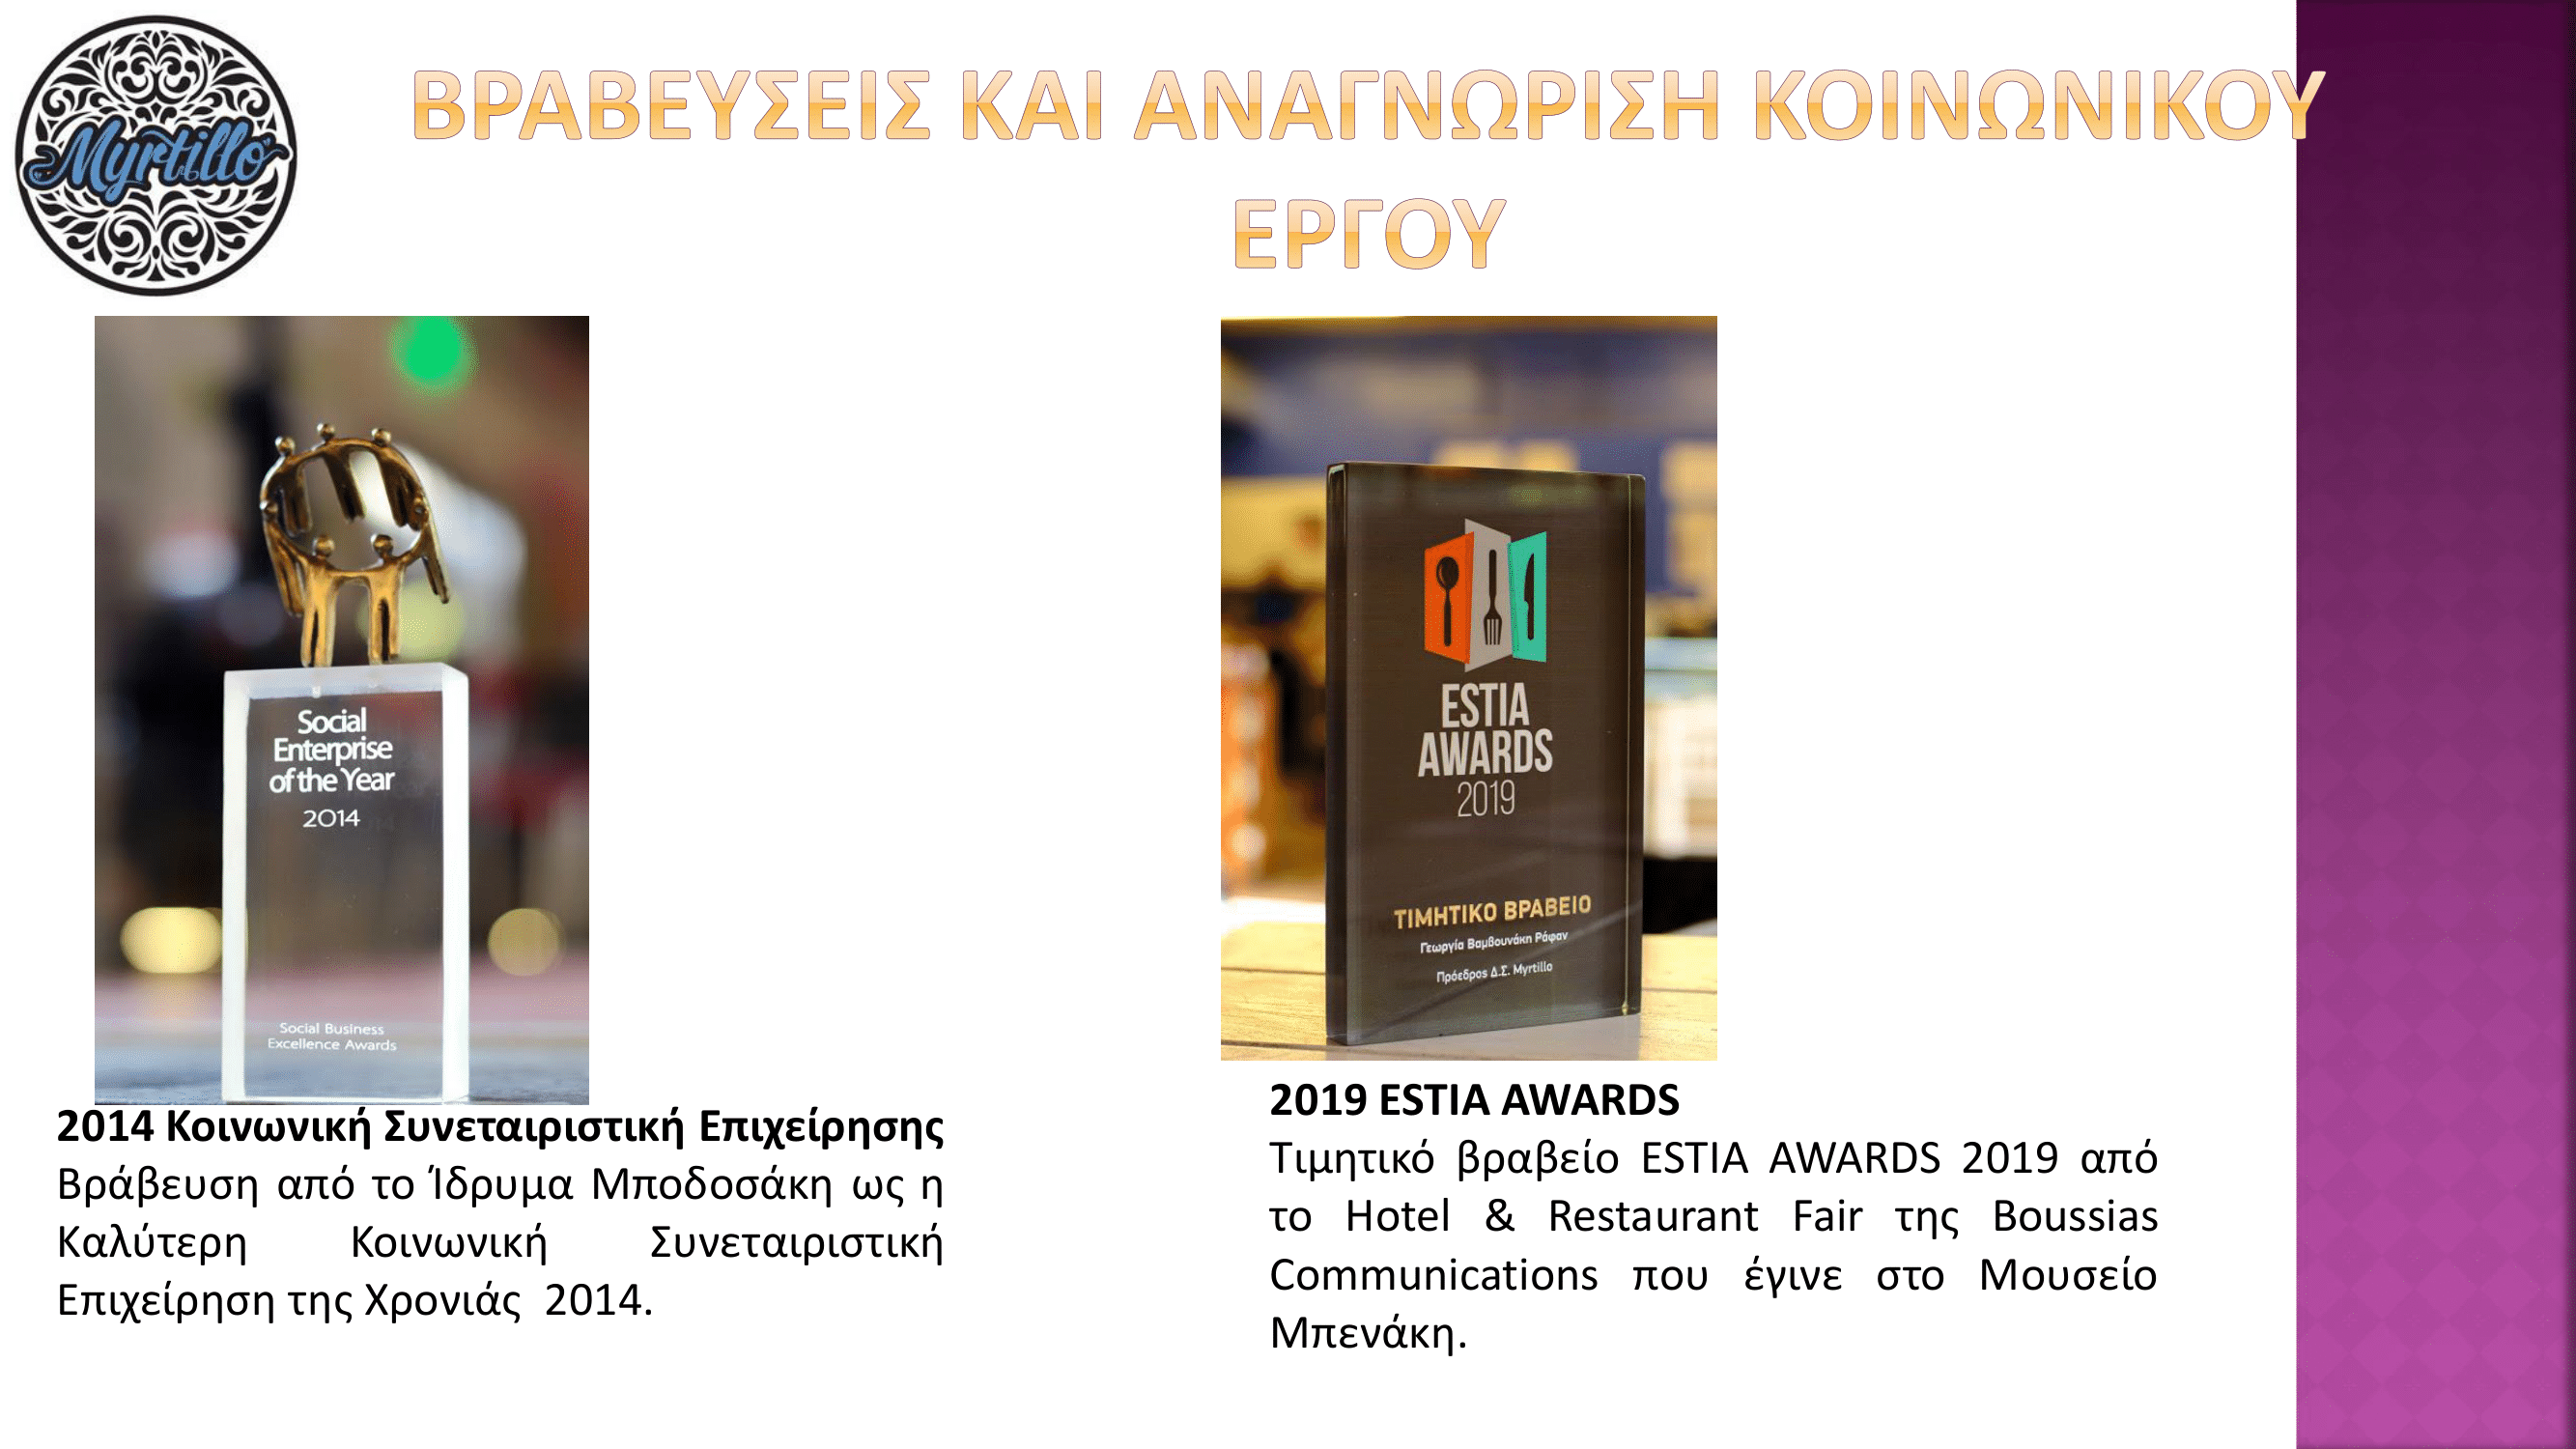 Myrtillo
ΒΡΑΒΕΥΣΕΙΣ ΚΑΙ ΑΝΑΓΝΩΡΙΣΗ ΚΟΙΝΩΝΙΚΟΥ
ΕΡΓΟΥ
Social
Enterprise
of the Year
2014
Social Business
Excellence Awards
2014 Κοινωνική Συνεταιριστική Επιχείρησης
Βράβευση από το Ίδρυμα Μποδοσάκη ως η
Καλύτερη Κοινωνική Συνεταιριστική
Επιχείρηση της Χρονιάς 2014.
ESTIA
AWARDS
2019
ΤΙΜΗΤΙΚΟ ΒΡΑΒΕΙΟ
Γεωργία Βαμβουνάκη Ράφαν
Πρόεδρος Δ.Σ. Myrtillo
2019 ESTIA AWARDS
Τιμητικό βραβείο ESTIA AWARDS 2019 από
το Hotel & Restaurant Fair της Boussias
Communications που έγινε στο Μουσείο
Μπενάκη.